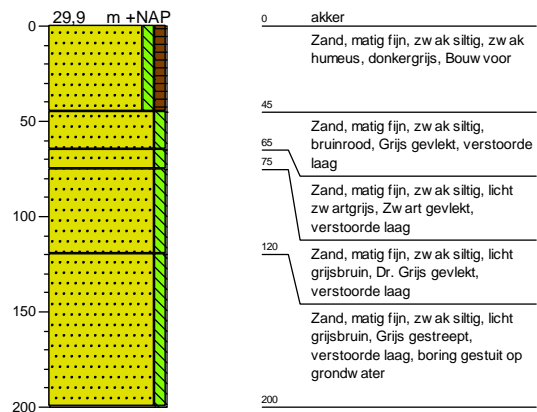 29,9 m +NAP
0
50
100
150
200
0 akker
Zand, matig fijn, zwak siltig, zwak
humeus, donkergrijs, Bouwvoor
45
Zand, matig fijn, zwak siltig,
bruinrood, Grijs gevlekt, verstoorde
laag
65
75
Zand, matig fijn, zwak siltig, licht
zwartgrijs, Zwart gevlekt,
verstoorde laag
120
Zand, matig fijn, zwak siltig, licht
grijsbruin, Dr. Grijs gevlekt,
verstoorde laag
Zand, matig fijn, zwak siltig, licht
grijsbruin, Grijs gestreept,
verstoorde laag, boring gestuit op
grondwater
200